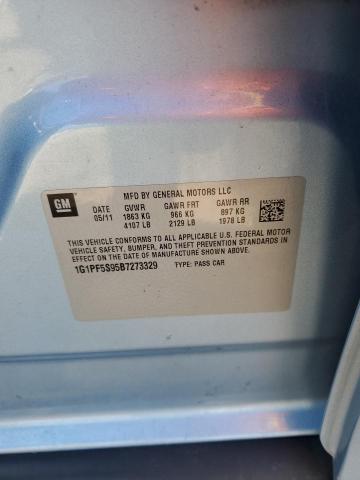 MFD BY GENERAL MOTORS LLC
GM
DATE GVWR GAWR FRT GAWR RR
05/11 1863 KG 966 KG 897 KG
4107 LB 2129 LB 1978 LB
THIS VEHICLE CONFORMS TO ALL APPLICABLE U.S. FEDERAL MOTOR
VEHICLE SAFETY, BUMPER, AND THEFT PREVENTION STANDARDS IN
EFFECT ON THE DATE OF MANUFACTURE SHOWN ABOVE.
1G1PF5S95B7273329 TYPE: PASS CAR